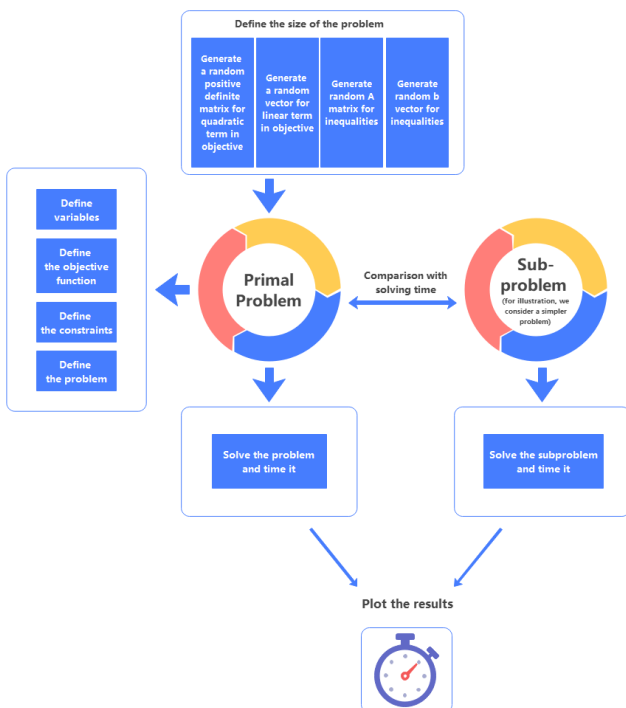 Define the size of the problem
Generate
a random
positive
definite
matrix for
quadratic
term in
objective
Generate
a random
vector for
linear term
in objective
Generate
random A
matrix for
inequalities
Generate
random b
vector for
inequalities
Define
variables
Define
the objective
function
Define
the constraints
Define
the problem
Primal
Problem
Comparison with
solving time
Sub-
problem
(for illustration, we
consider a simpler
problem)
Solve the problem
and time it
Solve the subproblem
and time it
Plot the results